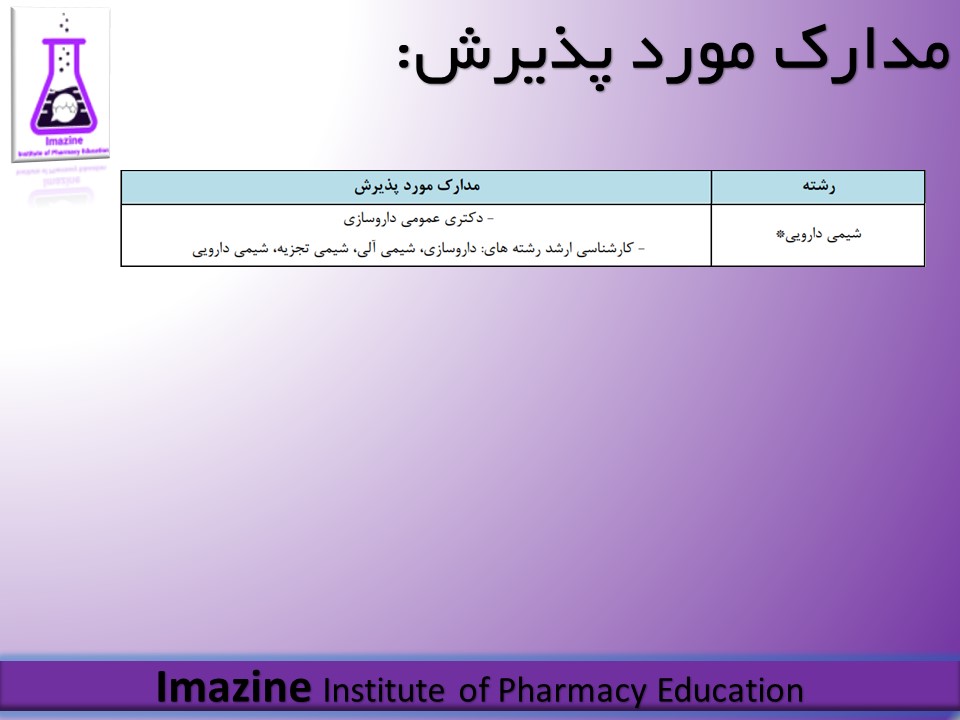 مدارک مورد پذیرش:
Imazine
Institute of Pharmacy Education
رشته
مدارک مورد پذیرش
شیمی دارویی*
- دکتری عمومی داروسازی
- کارشناسی ارشد رشته های: داروسازی، شیمی آلی، شیمی تجزیه، شیمی دارویی
Imazine Institute of Pharmacy Education